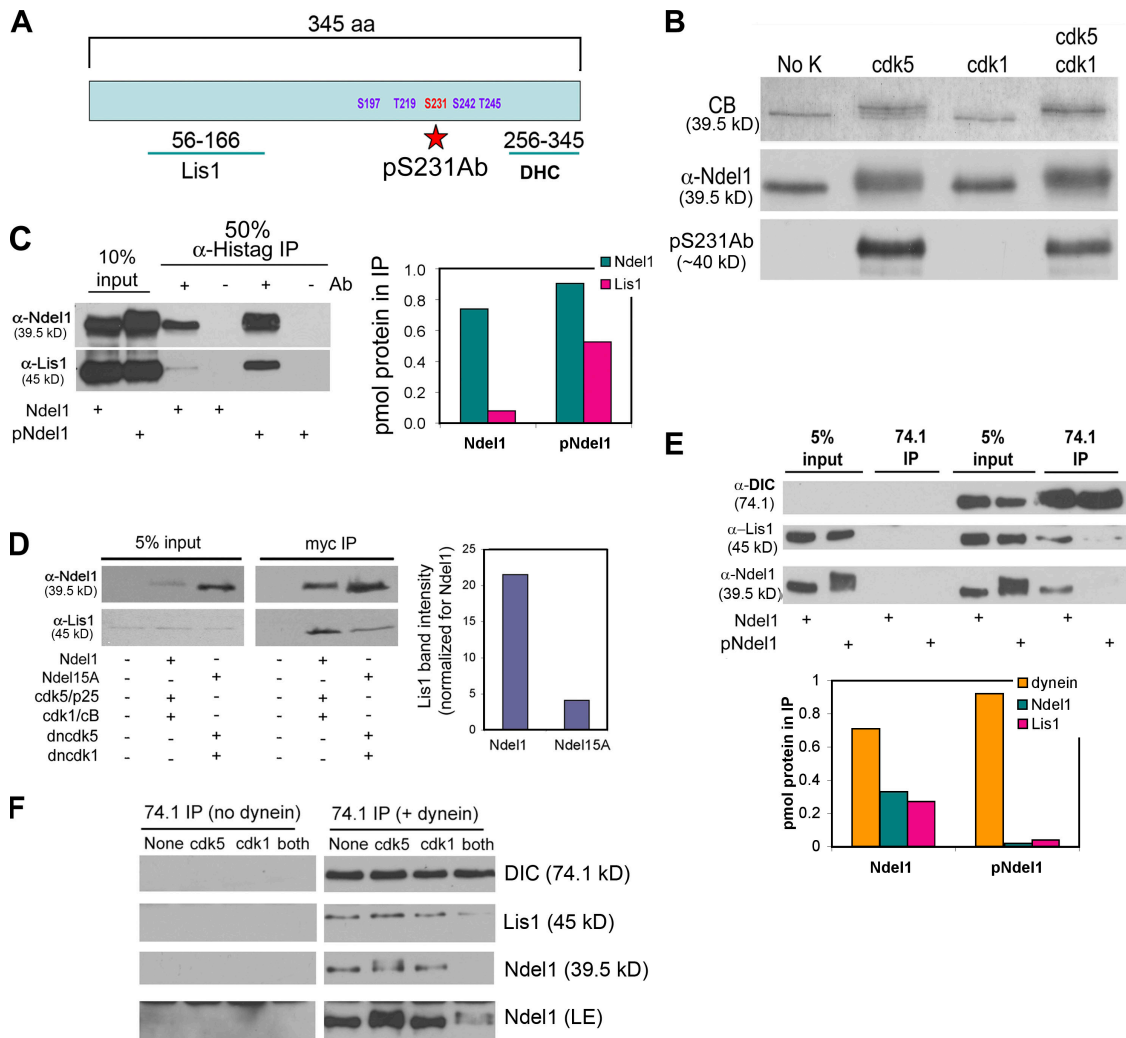 A
345 aa
S197 T219 S231 S242 T245
56-166
Lis1
pS231Ab
256-345
DHC
B
No K cdk5 cdk1 cdk5 cdk1
CB
(39.5 kD)
α-Ndel1
(39.5 kD)
pS231Ab
(~40 kD)
C
10% input
50%
α-Histag IP
+ - + - Ab
α-Ndel1
(39.5 kD)
α-Lis1
(45 kD)
Ndel1 + + +
pNdel1 + + +
pmol protein in IP
1.0
0.8
0.6
0.4
0.2
0.0
Ndel1
Lis1
Ndel1 pNdel1
D
5% input myc IP
α-Ndel1
(39.5 kD)
α-Lis1
(45 kD)
Ndel1 - + - - + -
Ndel15A - - + - - +
cdk5/p25 - + - - + -
cdk1/cB - + - - + -
dncdk5 - - + - - +
dncdk1 - - + - - +
Lis1 band intensity
(normalized for Ndel1)
25
20
15
10
5
0
Ndel1 Ndel15A
E
5% input 74.1 IP 5% input 74.1 IP
α-DIC
(74.1)
α–Lis1
(45 kD)
α-Ndel1
(39.5 kD)
Ndel1 + + + +
pNdel1 + + + +
pmol protein in IP
1
0.8
0.6
0.4
0.2
0
dynein
Ndel1
Lis1
Ndel1 pNdel1
F
74.1 IP (no dynein) 74.1 IP (+ dynein)
None cdk5 cdk1 both None cdk5 cdk1 both
DIC (74.1 kD)
Lis1 (45 kD)
Ndel1 (39.5 kD)
Ndel1 (LE)